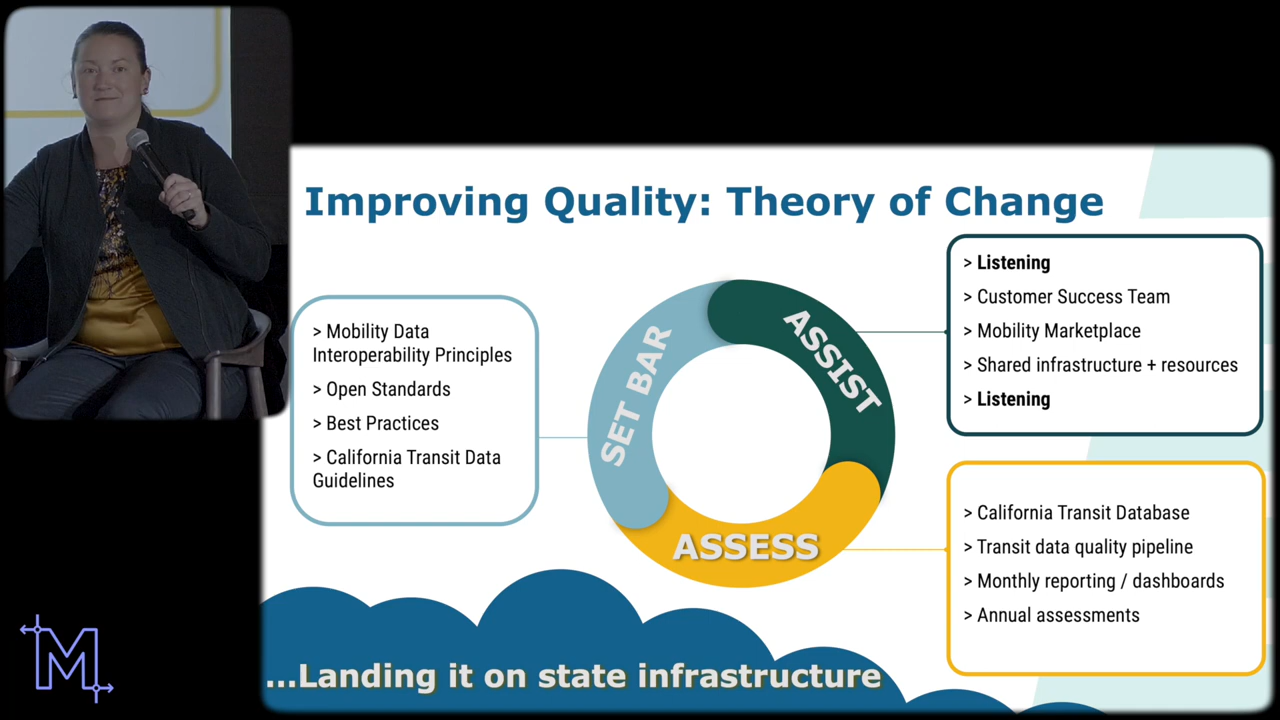 Improving Quality: Theory of Change
> Mobility Data
Interoperability Principles
> Open Standards
> Best Practices
> California Transit Data
Guidelines
SET BAR
ASSIST
ASSESS
> Listening
> Customer Success Team
> Mobility Marketplace
> Shared infrastructure + resources
> Listening
> California Transit Database
> Transit data quality pipeline
> Monthly reporting / dashboards
> Annual assessments
...Landing it on state infrastructure
M